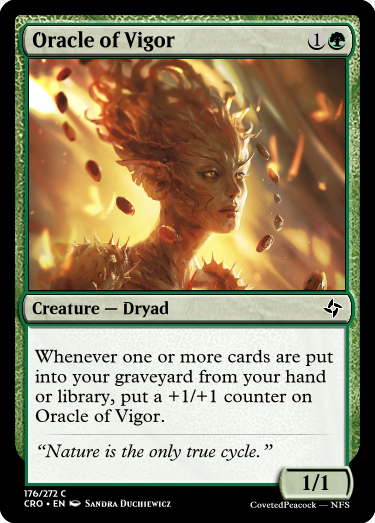 Oracle of Vigor 1
Creature — Dryad
Whenever one or more cards are put
into your graveyard from your hand
or library, put a +1/+1 counter on
Oracle of Vigor.
“Nature is the only true cycle.”
1/1
176/272 C
CRO • EN Sandra Duchiewicz
CovetedPeacock — NFS